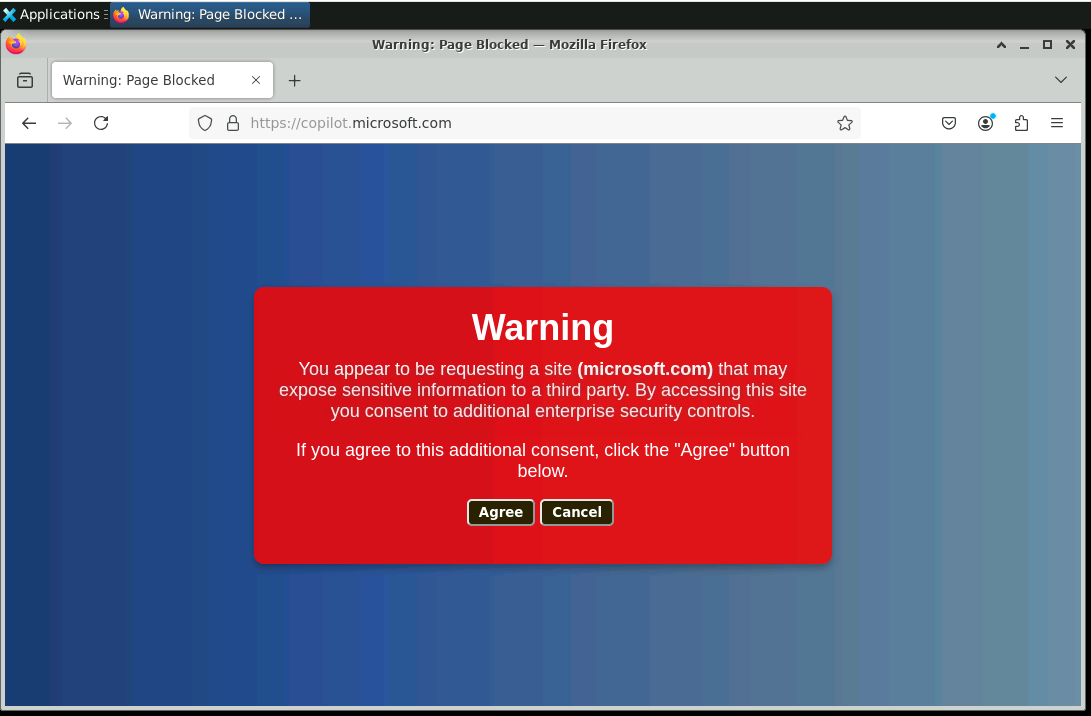 Applications
Warning: Page Blocked ...
Warning: Page Blocked — Mozilla Firefox
Warning: Page Blocked
https://copilot.microsoft.com
Warning
You appear to be requesting a site (microsoft.com) that may
expose sensitive information to a third party. By accessing this site
you consent to additional enterprise security controls.
If you agree to this additional consent, click the "Agree" button
below.
Agree Cancel